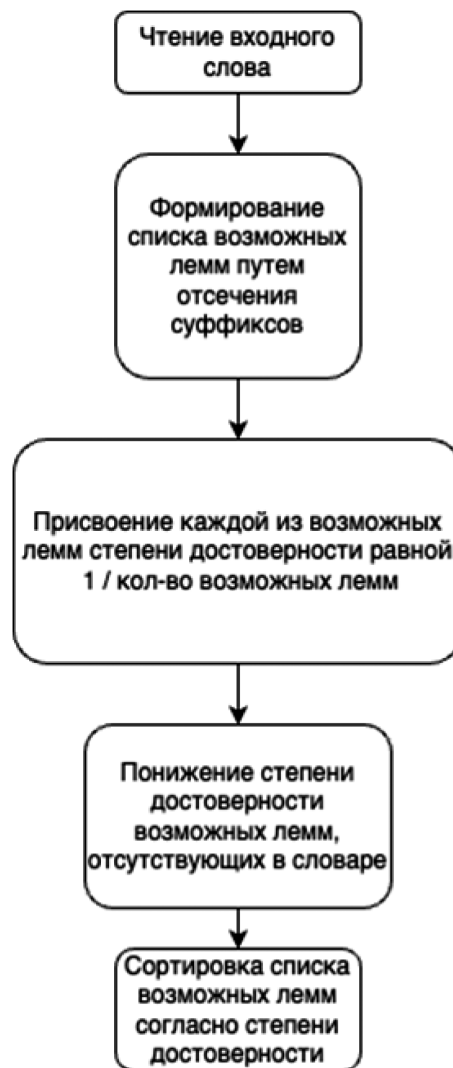 Чтение входного
слова
Формирование
списка возможных
лемм путем
отсечения
суффиксов
Присвоение каждой из возможных
лемм степени достоверности равной
1 / кол-во возможных лемм
Понижение степени
достоверности
возможных лемм,
отсутствующих в словаре
Сортировка списка
возможных лемм
согласно степени
достоверности